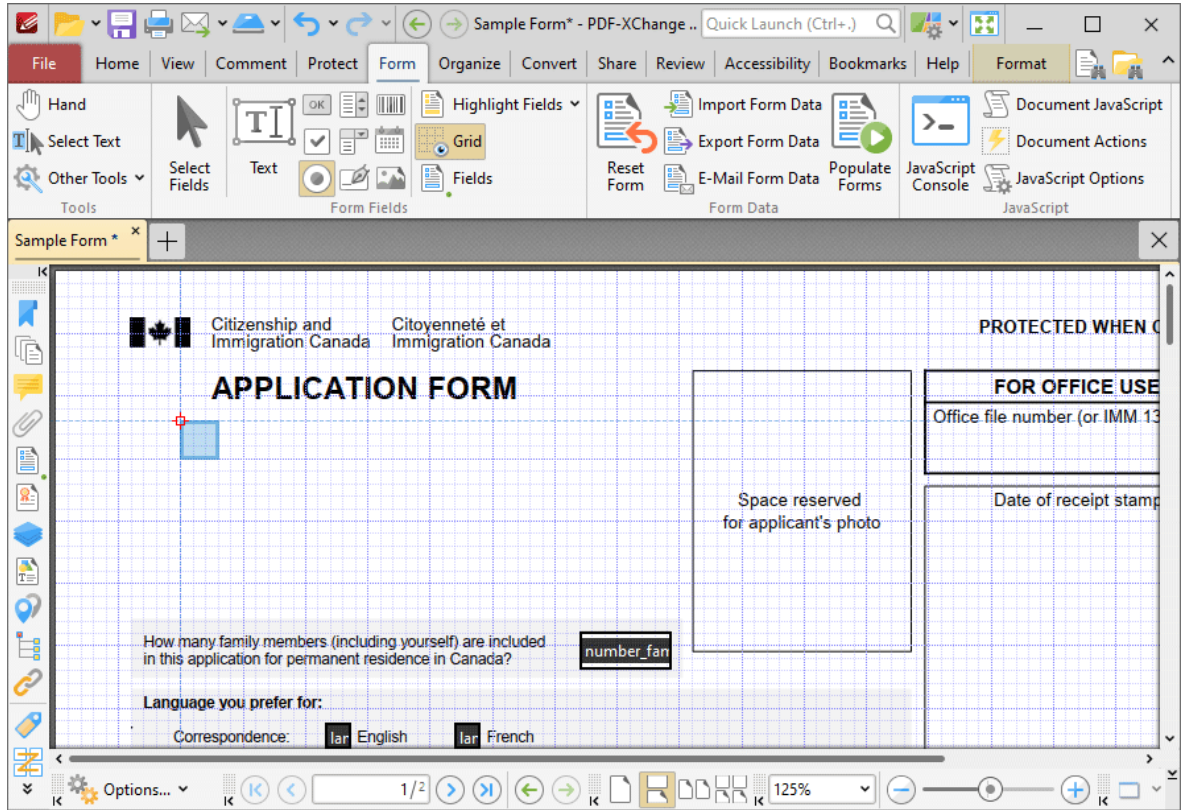 Sample Form* - PDF-XChange ..
Quick Launch (Ctrl+.)
File
Home
View
Comment
Protect
Form
Organize
Convert
Share
Review
Accessibility
Bookmarks
Help
Format
Hand
Select Text
Other Tools
Tools
Select
Fields
Text
OK
Highlight Fields
Grid
Fields
Form Fields
Reset
Form
Import Form Data
Export Form Data
E-Mail Form Data
Populate
Forms
Form Data
JavaScript
Console
Document JavaScript
Document Actions
JavaScript Options
JavaScript
Sample Form *
Citizenship and
Immigration Canada
Citoyenneté et
Immigration Canada
PROTECTED WHEN C
APPLICATION FORM
FOR OFFICE USE
Office file number (or IMM 13
Space reserved
for applicant's photo
Date of receipt stamp
How many family members (including yourself) are included
in this application for permanent residence in Canada?
number_fam
Language you prefer for:
Correspondence:
lar
English
lar
French
Options...
1/2
125%